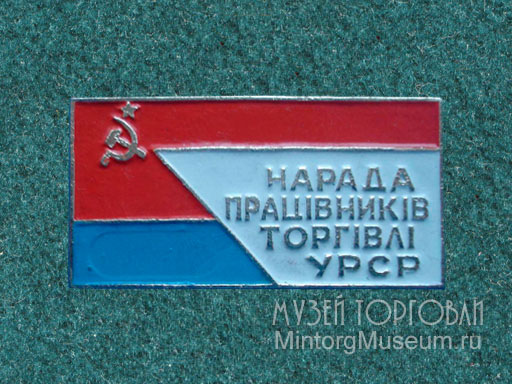 НАРАДА
ПРАЦІВНИКІВ
ТОРГІВЛІ
УРСР
МУЗЕЙ ТОРГОВЛИ
MintorgMuseum.ru